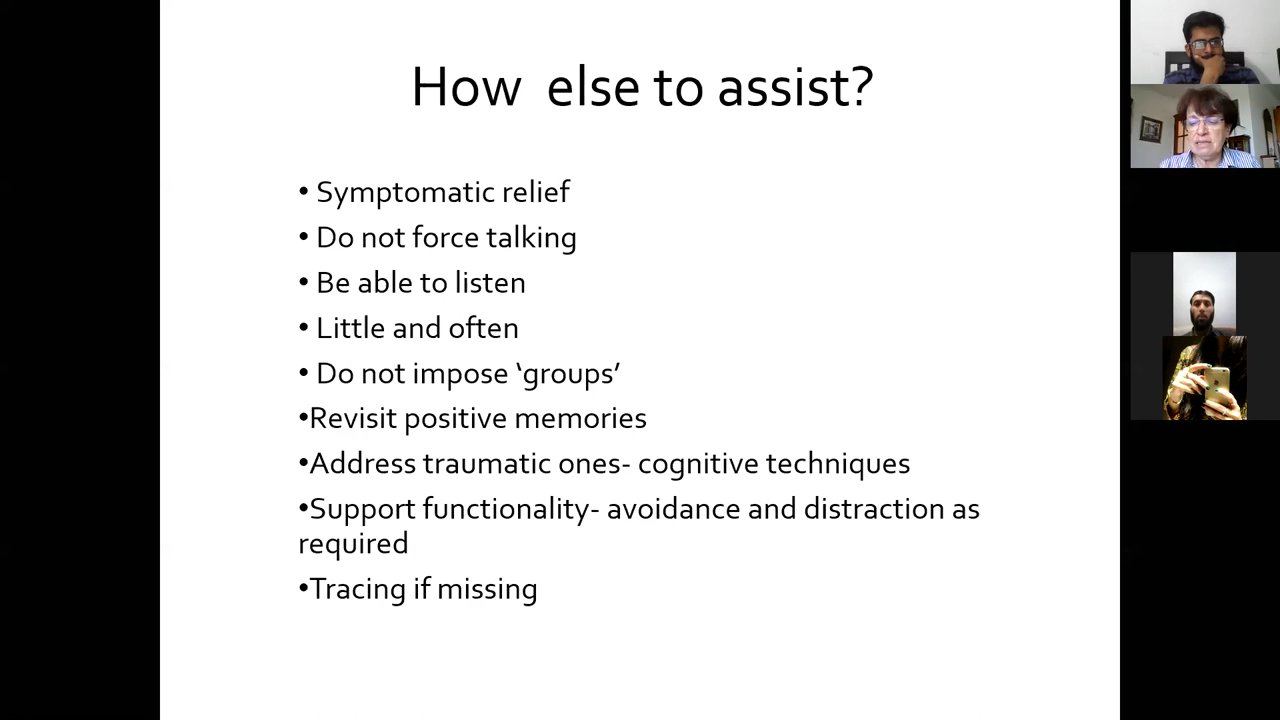 How else to assist?
• Symptomatic relief
• Do not force talking
• Be able to listen
• Little and often
• Do not impose ‘groups’
•Revisit positive memories
•Address traumatic ones- cognitive techniques
•Support functionality- avoidance and distraction as
required
•Tracing if missing